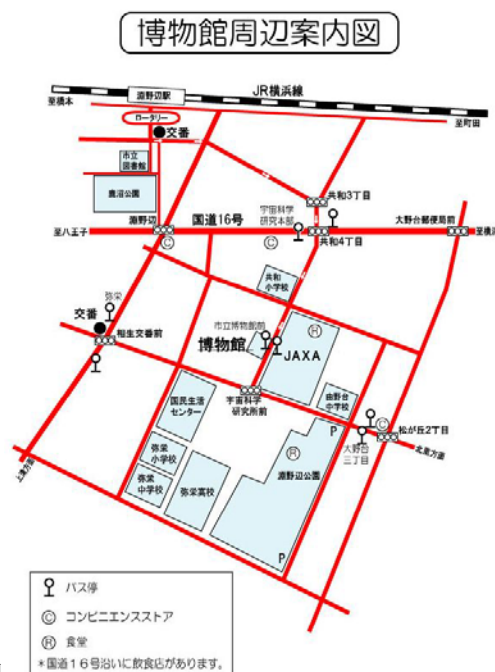 博物館周辺案内図
JR横浜線
至橋本
淵野辺駅
至町田
ロータリー
交番
市立
図書館
鹿沼公園
共和3丁目
淵野辺
国道16号
宇宙科学
研究本部
大野台郵便局前
至八王子
C
C
共和4丁目
至横浜
共和
小学校
弥栄
交番
相生交番前
市立博物館前
博物館
R
JAXA
国民生活
センター
宇宙科学
研究所前
由野台
中学校
P
C
松が丘2丁目
弥栄
小学校
R
大野台
三丁目
弥栄
中学校
弥栄高校
淵野辺公園
P
バス停
C コンビニエンスストア
R 食堂
*国道16号沿いに飲食店があります。